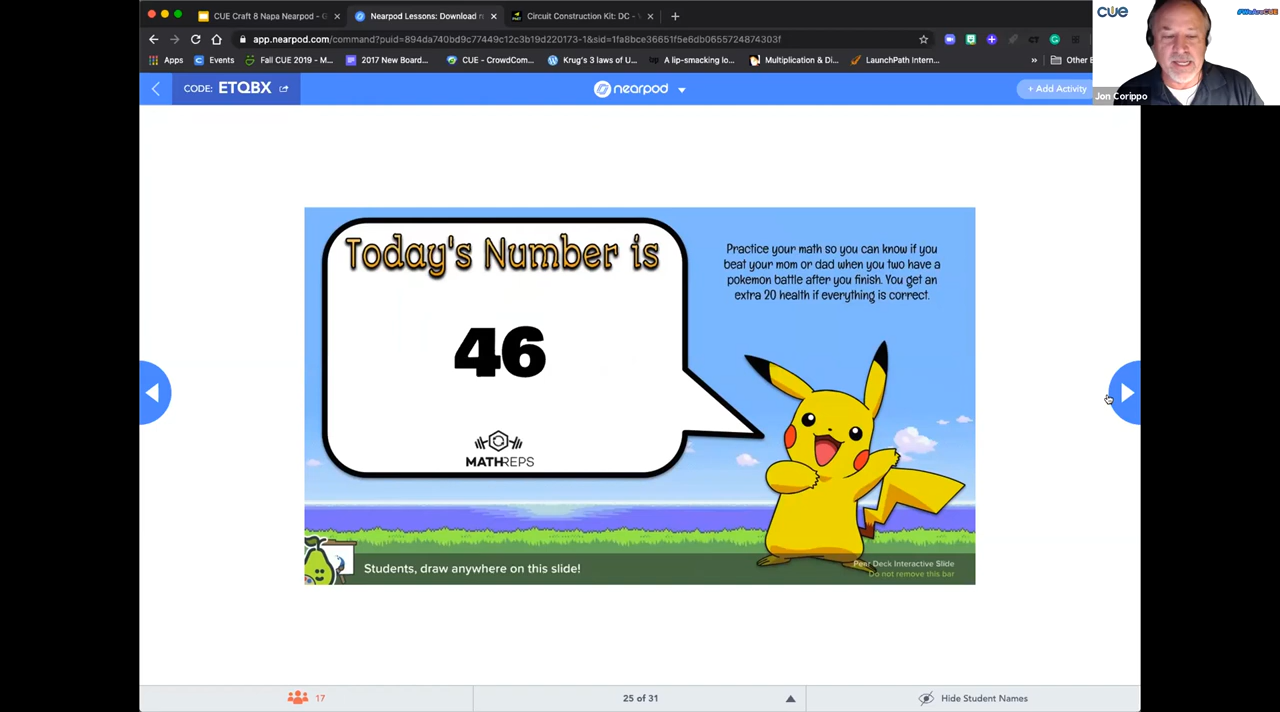 CUE Craft 8 Napa Nearpod - G
Nearpod Lessons: Download r
Circuit Construction Kit: DC -
app.nearpod.com/command?puid=894da740bd9c77449c12c3b19d220173-1&sid=1fa8bce36651f5e6db0655724874303f
Apps
Events
Fall CUE 2019 - M...
2017 New Board...
CUE - CrowdCom...
Krug's 3 laws of U...
A lip-smacking lo...
Multiplication & Di...
LaunchPath Intern...
»
Other B
CUE
#WeAreCUE
Jon Corippo
CODE: ETQBX
nearpod
+ Add Activity
Today's Number is
46
MATHREPS
Practice your math so you can know if you
beat your mom or dad when you two have a
pokemon battle after you finish. You get an
extra 20 health if everything is correct.
Students, draw anywhere on this slide!
Pear Deck Interactive Slide
Do not remove this bar
17
25 of 31
Hide Student Names